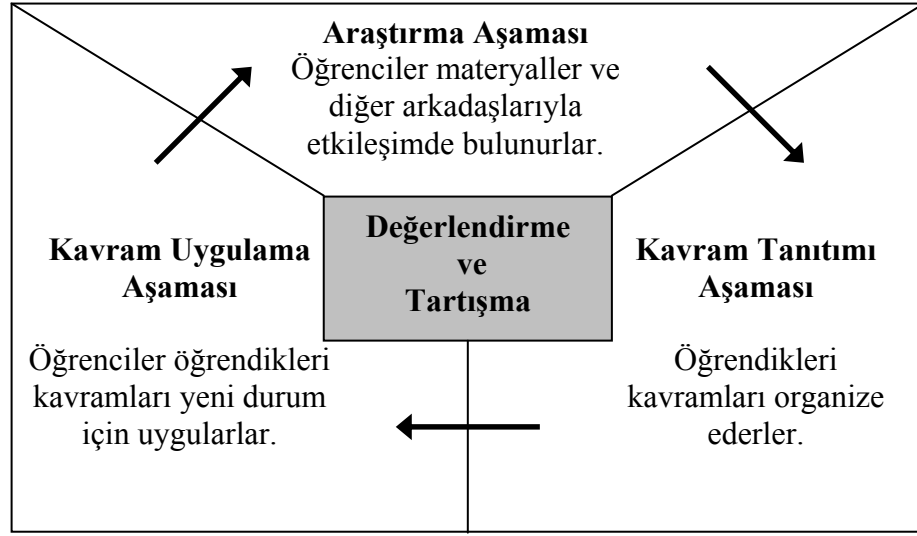 Araştırma Aşaması
Öğrenciler materyaller ve
diğer arkadaşlarıyla
etkileşimde bulunurlar.
Değerlendirme
ve
Tartışma
Kavram Uygulama
Aşaması
Öğrenciler öğrendikleri
kavramları yeni durum
için uygularlar.
Kavram Tanıtımı
Aşaması
Öğrendikleri
kavramları organize
ederler.